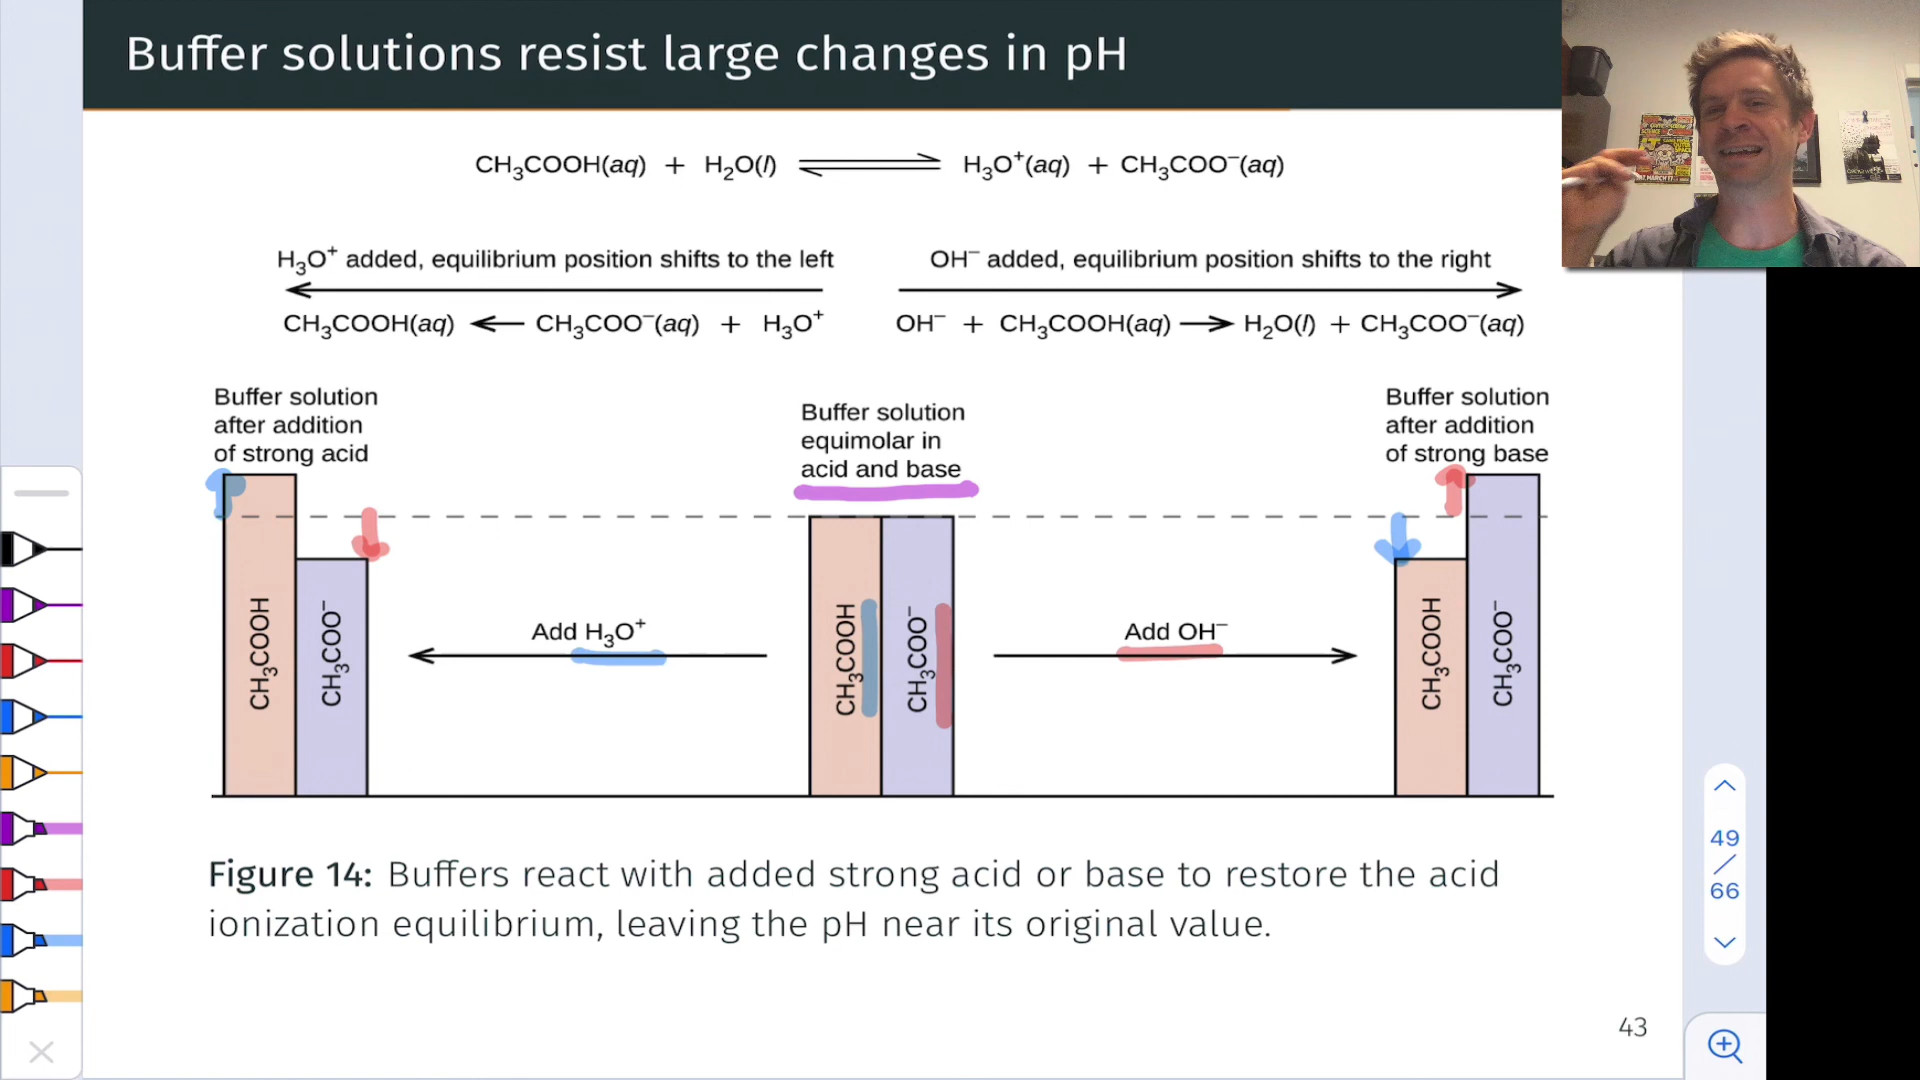 Buffer solutions resist large changes in pH
CH₃COOH(aq) + H₂O(l) ⇌ H₃O⁺(aq) + CH₃COO⁻(aq)
H₃O⁺ added, equilibrium position shifts to the left
OH⁻ added, equilibrium position shifts to the right
CH₃COOH(aq) ← CH₃COO⁻(aq) + H₃O⁺
OH⁻ + CH₃COOH(aq) → H₂O(l) + CH₃COO⁻(aq)
Buffer solution
after addition
of strong acid
Buffer solution
equimolar in
acid and base
Buffer solution
after addition
of strong base
CH₃COOH
CH₃COO⁻
Add H₃O⁺
CH₃COOH
CH₃COO⁻
Add OH⁻
CH₃COOH
CH₃COO⁻
Figure 14: Buffers react with added strong acid or base to restore the acid
ionization equilibrium, leaving the pH near its original value.
49
/
66
43